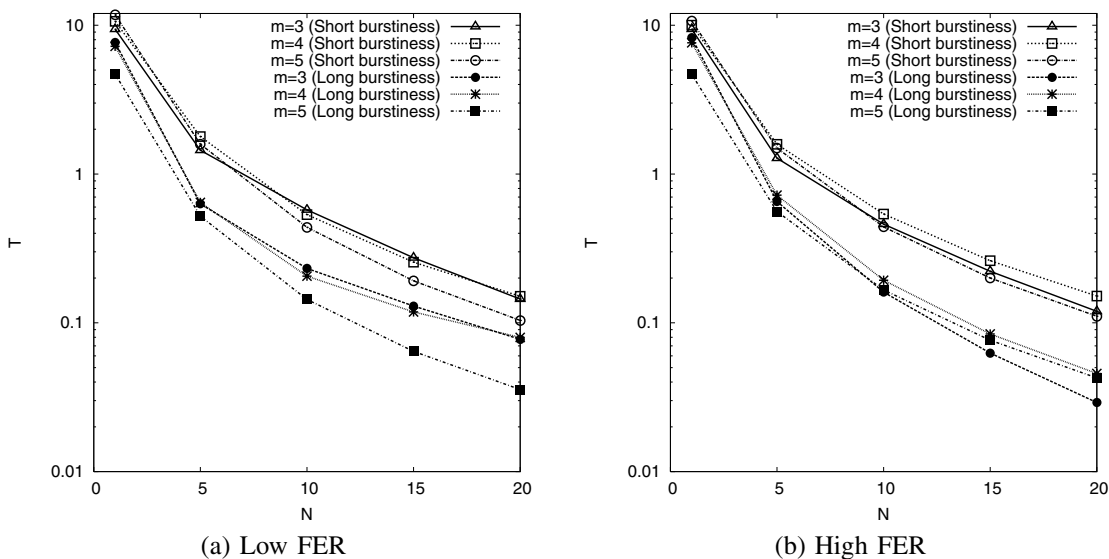 10
1
0.1
0.01
T
0
5
10
15
20
N
m=3 (Short burstiness)
m=4 (Short burstiness)
m=5 (Short burstiness)
m=3 (Long burstiness)
m=4 (Long burstiness)
m=5 (Long burstiness)
(a) Low FER
10
1
0.1
0.01
T
0
5
10
15
20
N
m=3 (Short burstiness)
m=4 (Short burstiness)
m=5 (Short burstiness)
m=3 (Long burstiness)
m=4 (Long burstiness)
m=5 (Long burstiness)
(b) High FER